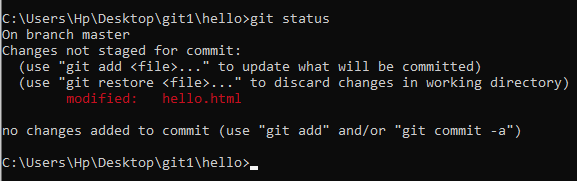 C:\Users\Hp\Desktop\git1\hello>git status
On branch master
Changes not staged for commit:
  (use "git add <file>..." to update what will be committed)
  (use "git restore <file>..." to discard changes in working directory)
        modified:   hello.html

no changes added to commit (use "git add" and/or "git commit -a")

C:\Users\Hp\Desktop\git1\hello>